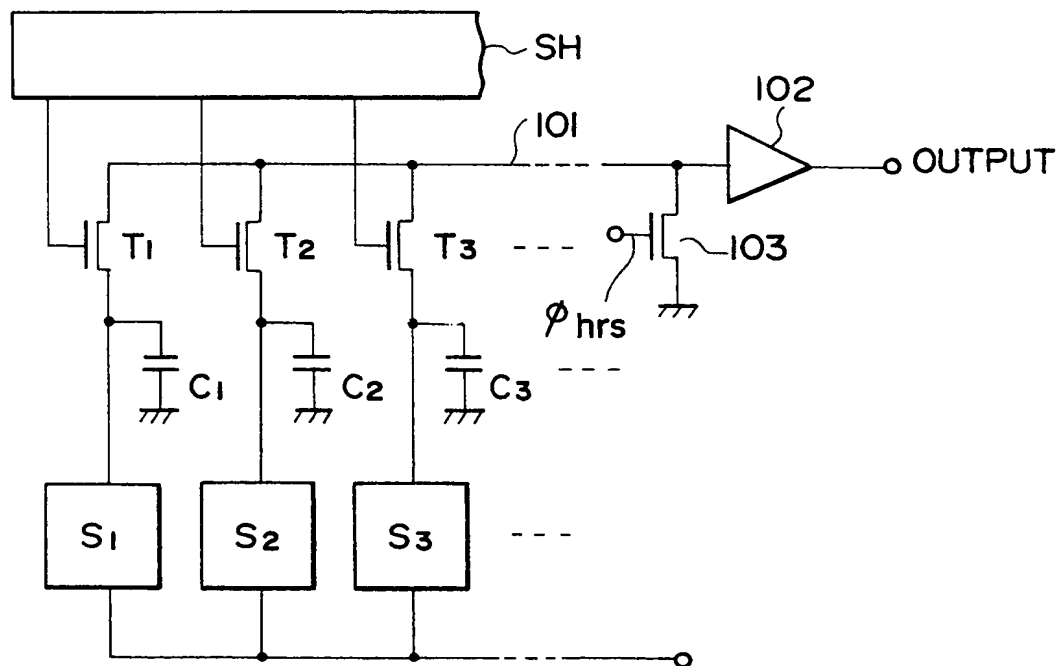 SH
102
101
OUTPUT
T1 T2 T3 103
φhrs
C1 C2 C3
S1 S2 S3